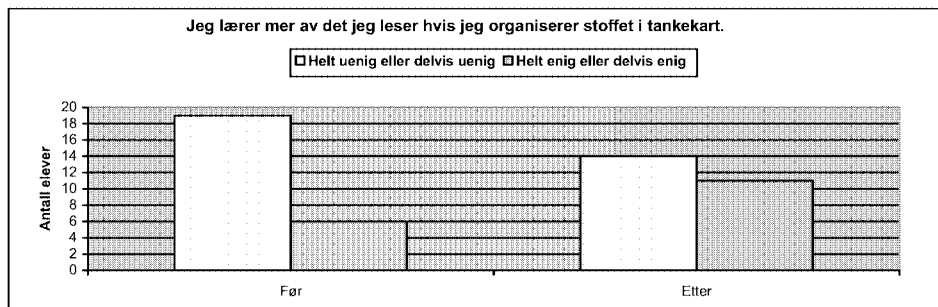 Jeg lærer mer av det jeg leser hvis jeg organiserer stoffet i tankekart.
Helt uenig eller delvis uenig Helt enig eller delvis enig
Antall elever
20
18
16
14
12
10
8
6
4
2
0
Før Etter